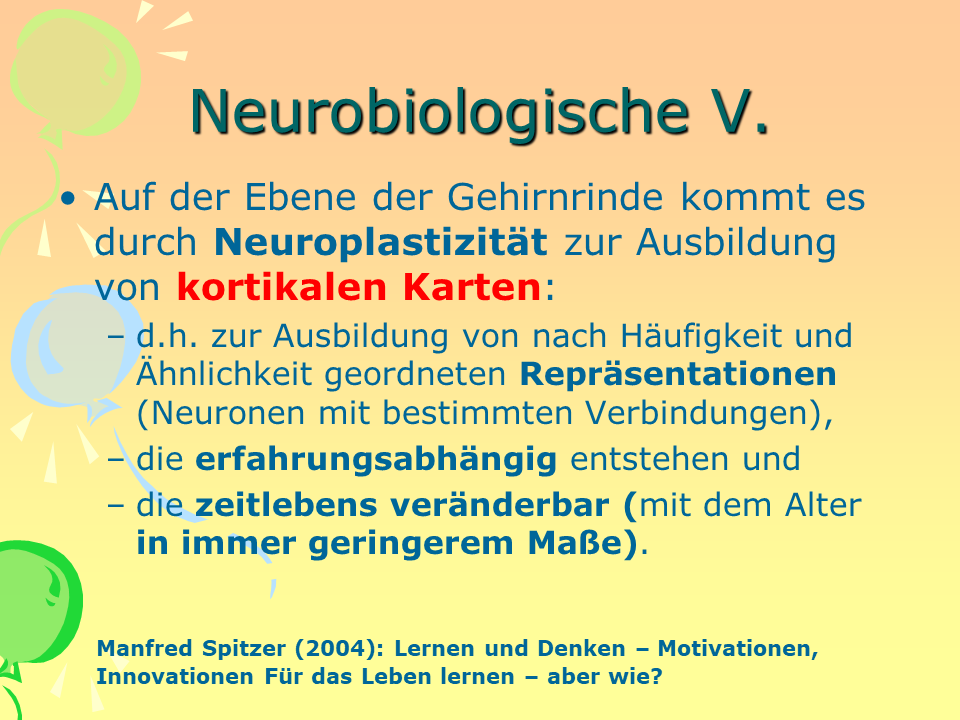 Neurobiologische V.
• Auf der Ebene der Gehirnrinde kommt es
durch Neuroplastizität zur Ausbildung
von kortikalen Karten:
– d.h. zur Ausbildung von nach Häufigkeit und
Ähnlichkeit geordneten Repräsentationen
(Neuronen mit bestimmten Verbindungen),
– die erfahrungsabhängig entstehen und
– die zeitlebens veränderbar (mit dem Alter
in immer geringerem Maße).
Manfred Spitzer (2004): Lernen und Denken – Motivationen,
Innovationen Für das Leben lernen – aber wie?